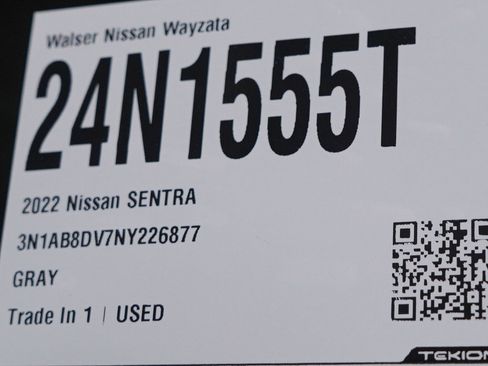 Walser Nissan Wayzata
24N1555T
2022 Nissan SENTRA
3N1AB8DV7NY226877
GRAY
Trade In 1 | USED
TEKION